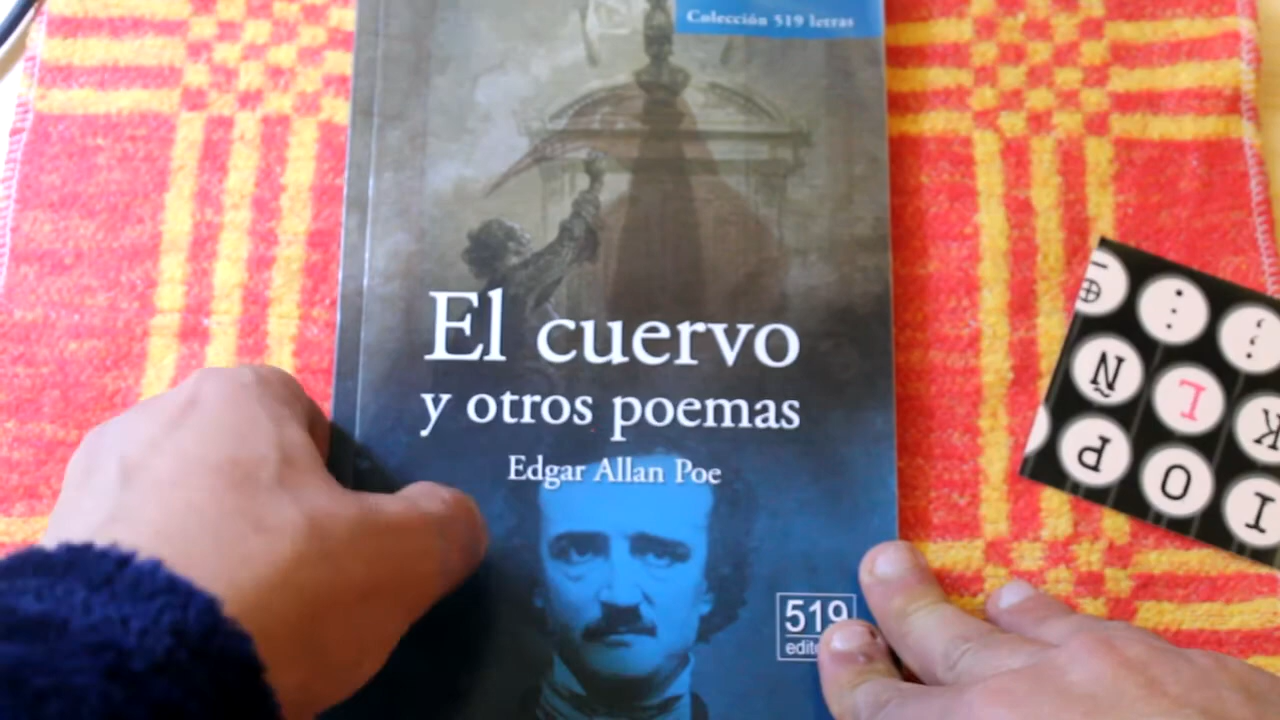 Colección 519 letras
El cuervo
y otros poemas
Edgar Allan Poe
519
Ñ L K
P O I